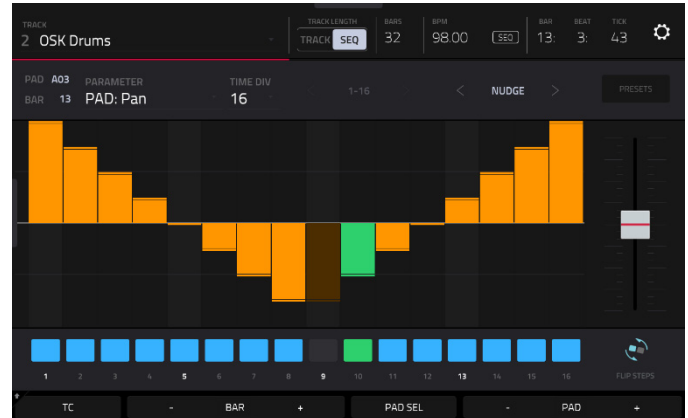 TRACK TRACK LENGTH BARS BPM BAR BEAT TICK
2 OSK Drums TRACK SEQ 32 98.00 SEQ 13: 3: 43
PAD A03 PARAMETER TIME DIV
BAR 13 PAD: Pan 16 1-16 < NUDGE > PRESETS
1 2 3 4 5 6 7 8 9 10 11 12 13 14 15 16 FLIP STEPS
TC - BAR + PAD SEL - PAD +